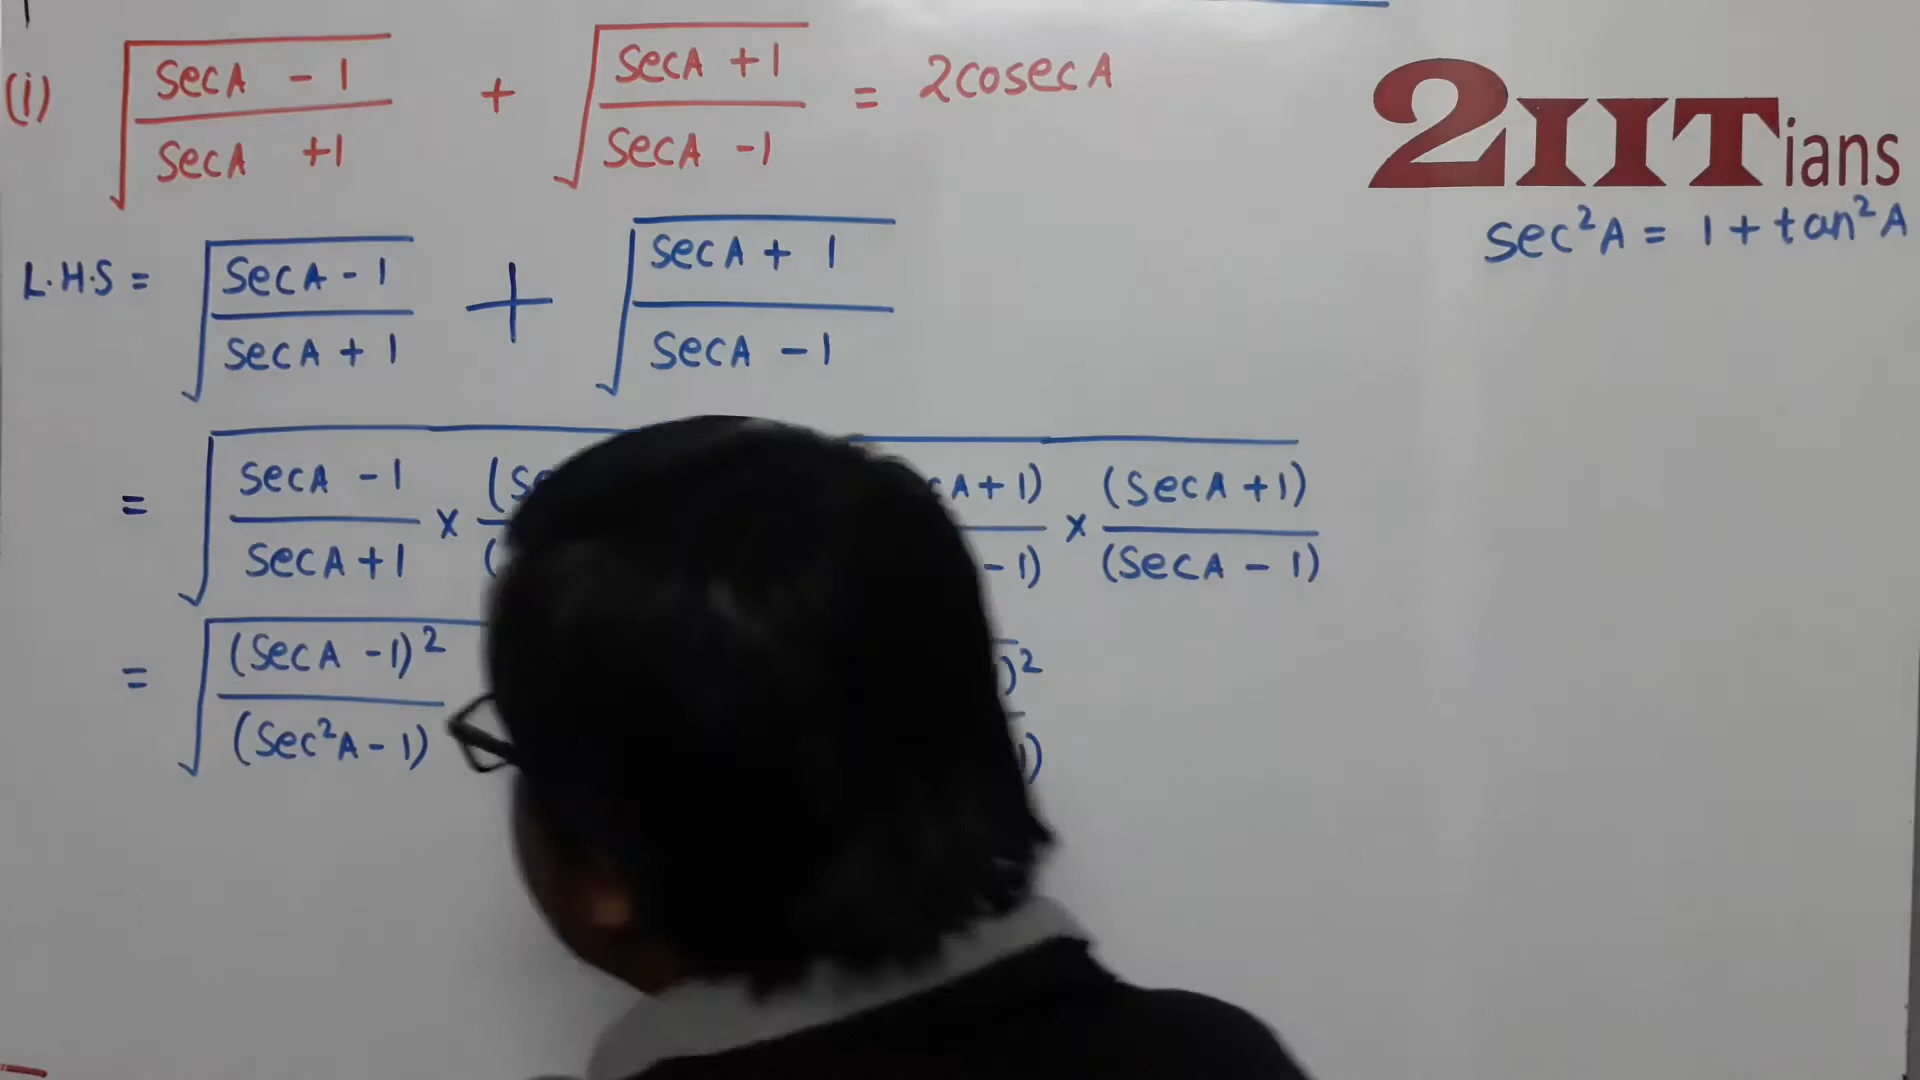 (i) √((secA - 1)/(secA +1)) + √((secA +1)/(secA -1)) = 2cosecA
2IITians
sec²A = 1 + tan²A
L.H.S = √((secA - 1)/(secA + 1)) + √((secA + 1)/(secA - 1))
= √((secA - 1)/(secA +1) × ( A+1) - 1) × (secA +1)/(secA - 1)
= √((secA - 1)²/(sec²A - 1)) )² )